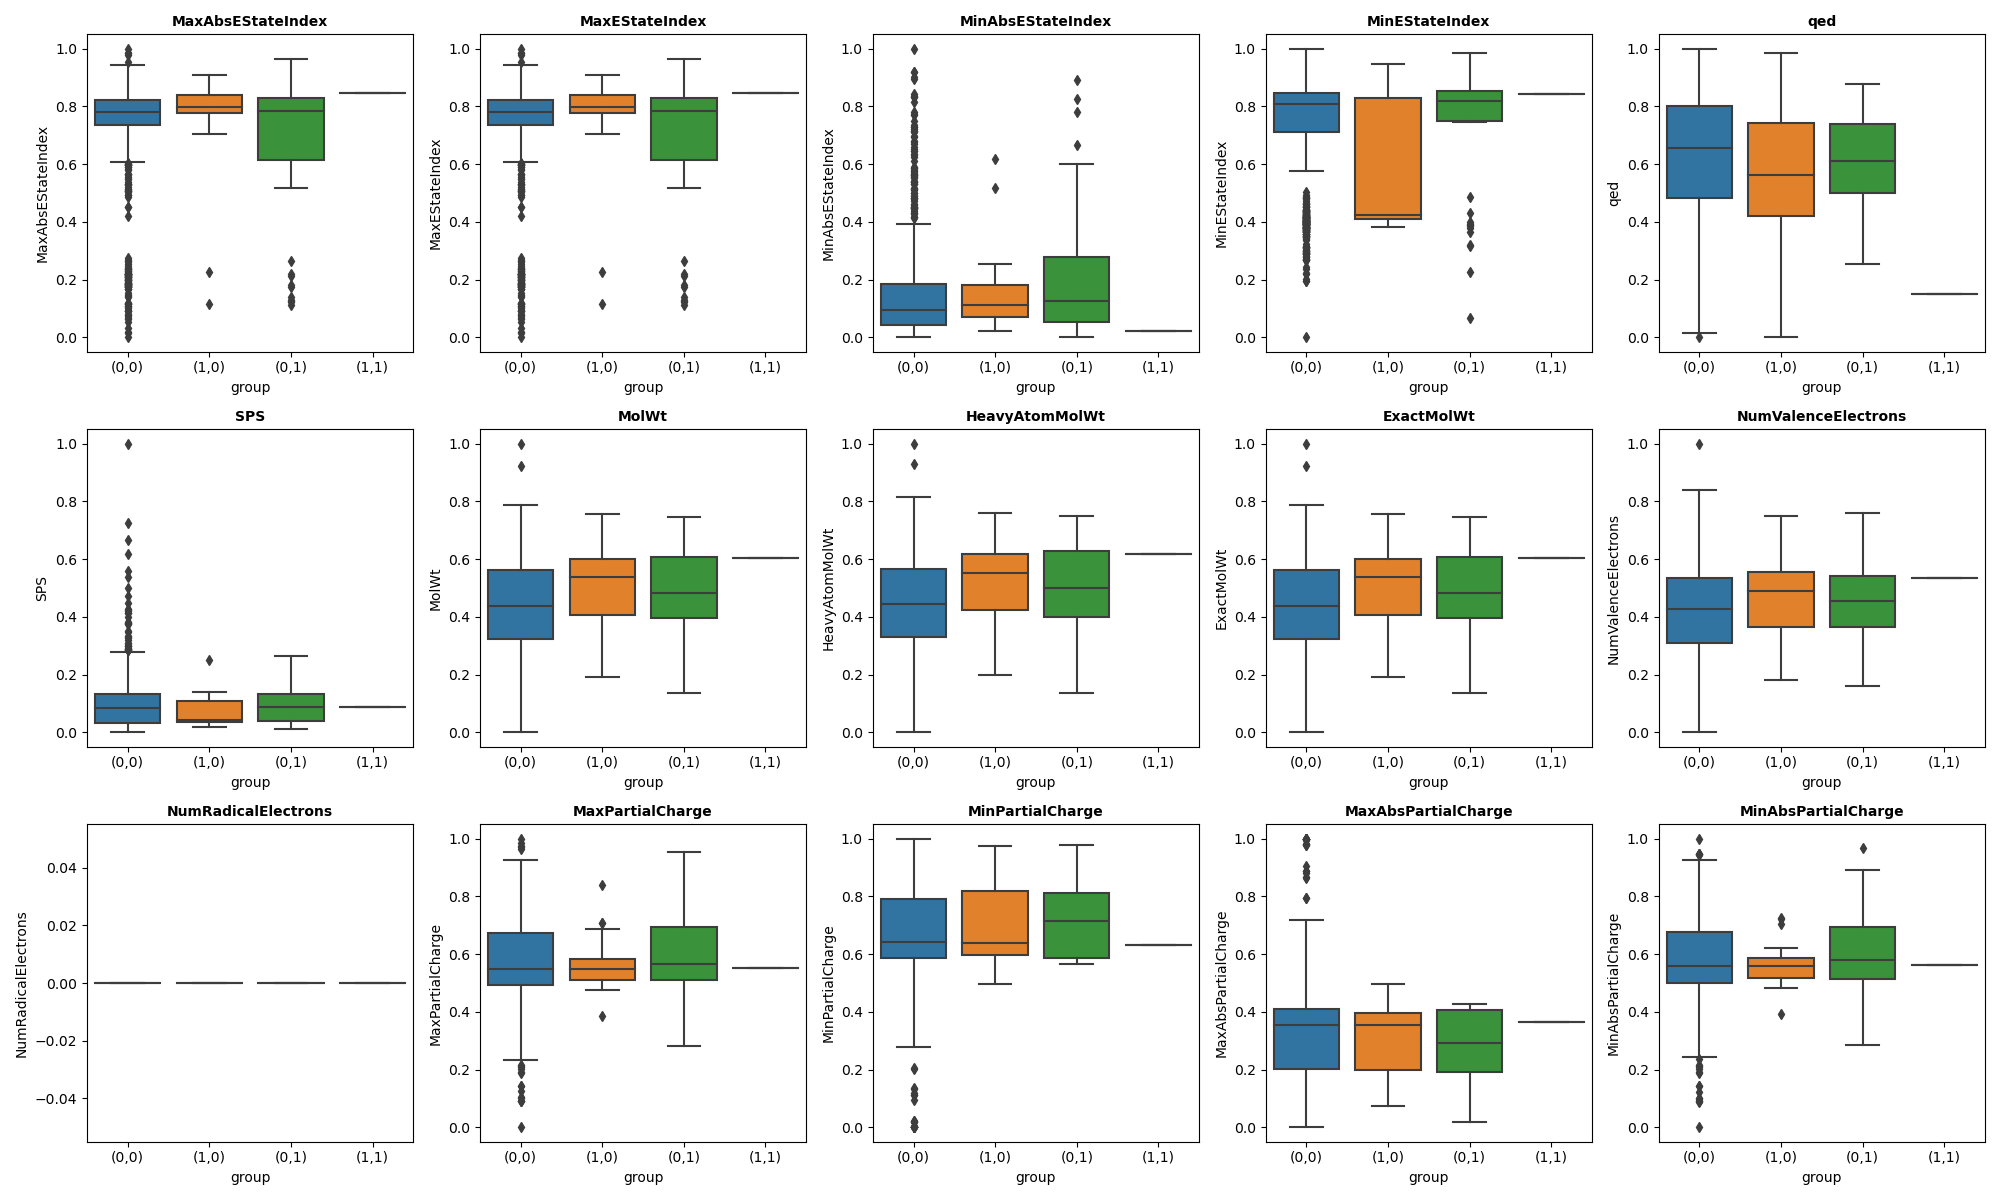 MaxAbsEStateIndex
MaxEStateIndex
MinAbsEStateIndex
MinEStateIndex
qed
MaxAbsEStateIndex
1.0
0.8
0.6
0.4
0.2
0.0
(0,0) (1,0) (0,1) (1,1)
group
MaxEStateIndex
1.0
0.8
0.6
0.4
0.2
0.0
(0,0) (1,0) (0,1) (1,1)
group
MinAbsEStateIndex
1.0
0.8
0.6
0.4
0.2
0.0
(0,0) (1,0) (0,1) (1,1)
group
MinEStateIndex
1.0
0.8
0.6
0.4
0.2
0.0
(0,0) (1,0) (0,1) (1,1)
group
qed
1.0
0.8
0.6
0.4
0.2
0.0
(0,0) (1,0) (0,1) (1,1)
group
SPS
MolWt
HeavyAtomMolWt
ExactMolWt
NumValenceElectrons
SPS
1.0
0.8
0.6
0.4
0.2
0.0
(0,0) (1,0) (0,1) (1,1)
group
MolWt
1.0
0.8
0.6
0.4
0.2
0.0
(0,0) (1,0) (0,1) (1,1)
group
HeavyAtomMolWt
1.0
0.8
0.6
0.4
0.2
0.0
(0,0) (1,0) (0,1) (1,1)
group
ExactMolWt
1.0
0.8
0.6
0.4
0.2
0.0
(0,0) (1,0) (0,1) (1,1)
group
NumValenceElectrons
1.0
0.8
0.6
0.4
0.2
0.0
(0,0) (1,0) (0,1) (1,1)
group
NumRadicalElectrons
MaxPartialCharge
MinPartialCharge
MaxAbsPartialCharge
MinAbsPartialCharge
NumRadicalElectrons
0.04
0.02
0.00
−0.02
−0.04
(0,0) (1,0) (0,1) (1,1)
group
MaxPartialCharge
1.0
0.8
0.6
0.4
0.2
0.0
(0,0) (1,0) (0,1) (1,1)
group
MinPartialCharge
1.0
0.8
0.6
0.4
0.2
0.0
(0,0) (1,0) (0,1) (1,1)
group
MaxAbsPartialCharge
1.0
0.8
0.6
0.4
0.2
0.0
(0,0) (1,0) (0,1) (1,1)
group
MinAbsPartialCharge
1.0
0.8
0.6
0.4
0.2
0.0
(0,0) (1,0) (0,1) (1,1)
group